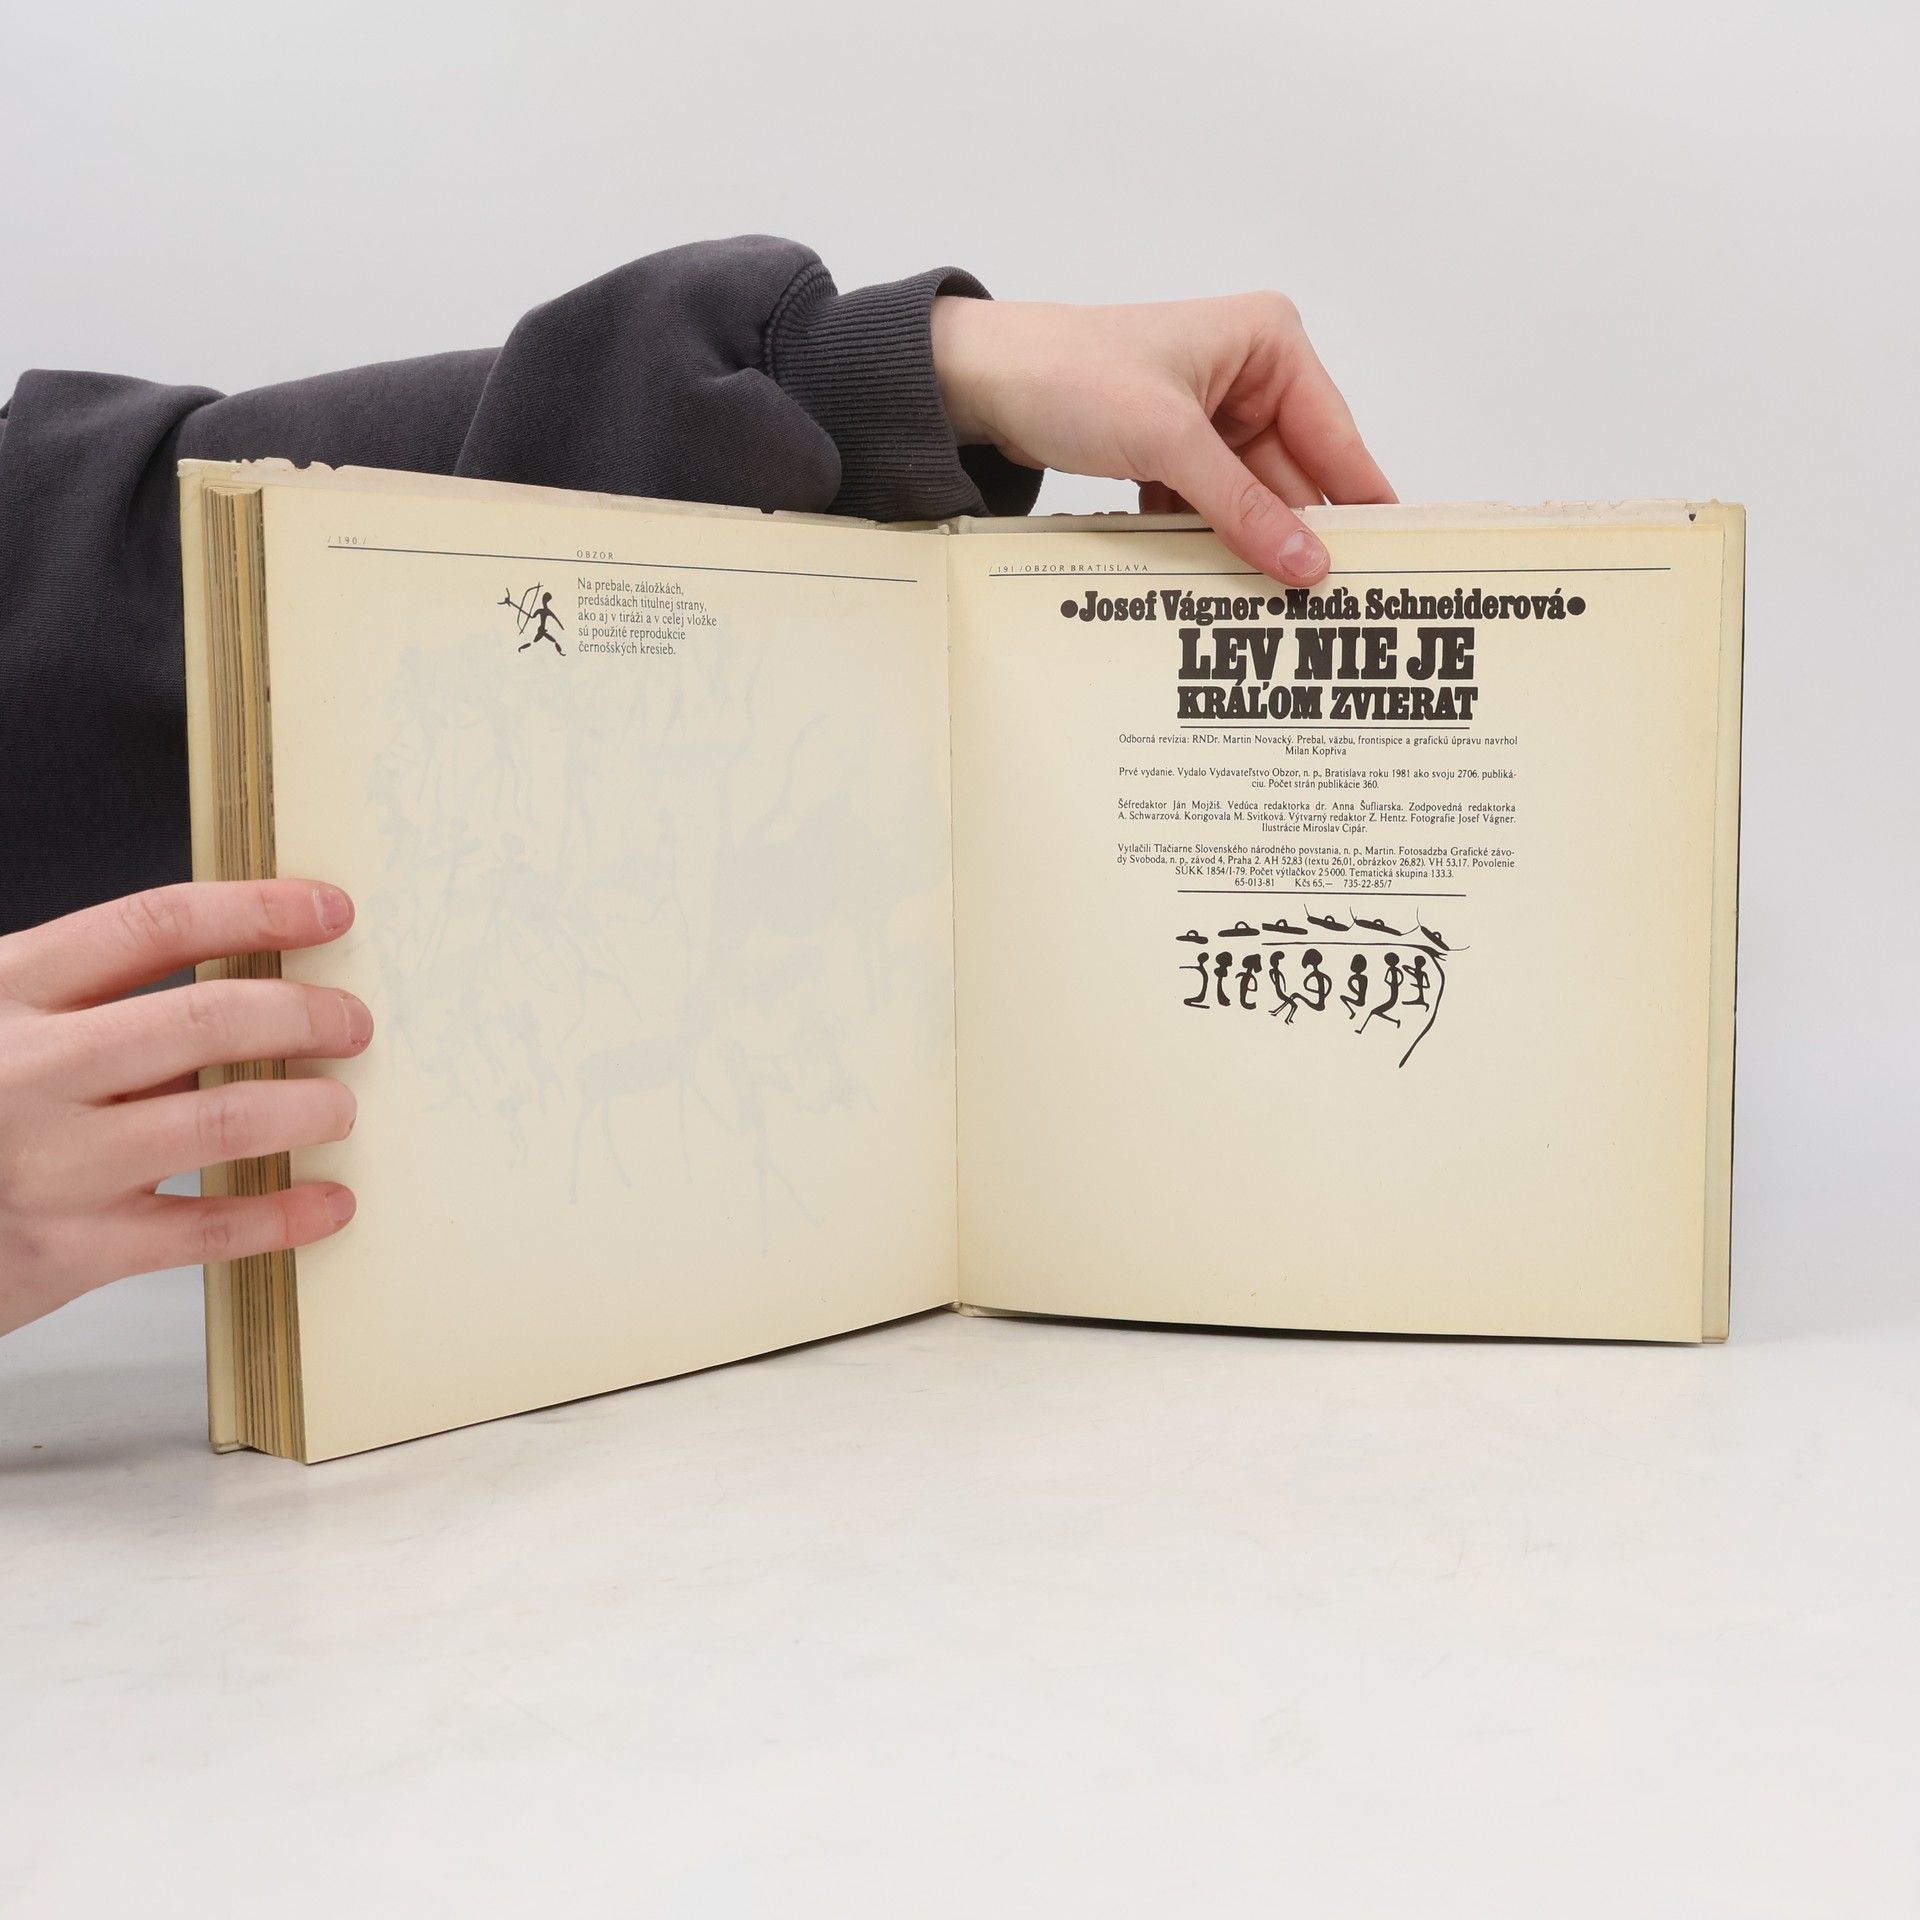 / 190 /
OBZOR
Na prebale, záložkách,
predsádkach titulnej strany,
ako aj v tiráži a v celej vložke
sú použité reprodukcie
černošských kresieb.
/ 191 / OBZOR BRATISLAVA
●Josef Vágner●Naďa Schneiderová●
LEV NIE JE
KRÁĽOM ZVIERAT
Odborná revízia: RNDr. Martin Novacký. Prebal, väzbu, frontispice a grafickú úpravu navrhol
Milan Kopřiva
Prvé vydanie. Vydalo Vydavateľstvo Obzor, n. p., Bratislava roku 1981 ako svoju 2706. publiká-
ciu. Počet strán publikácie 360.
Šéfredaktor Ján Mojžiš. Vedúca redaktorka dr. Anna Šufliarska. Zodpovedná redaktorka
A. Schwarzová. Korigovala M. Svitková. Výtvarný redaktor Z. Hentz. Fotografie Josef Vágner.
Ilustrácie Miroslav Cipár.
Vytlačili Tlačiarne Slovenského národného povstania, n. p., Martin. Fotosadzba Grafické závo-
dy Svoboda, n. p., závod 4, Praha 2. AH 52,83 (textu 26,01, obrázkov 26,82). VH 53,17. Povolenie
SÚKK 1854/I-79. Počet výtlačkov 25 000. Tematická skupina 133.3.
65-013-81 Kčs 65,— 735-22-85/7